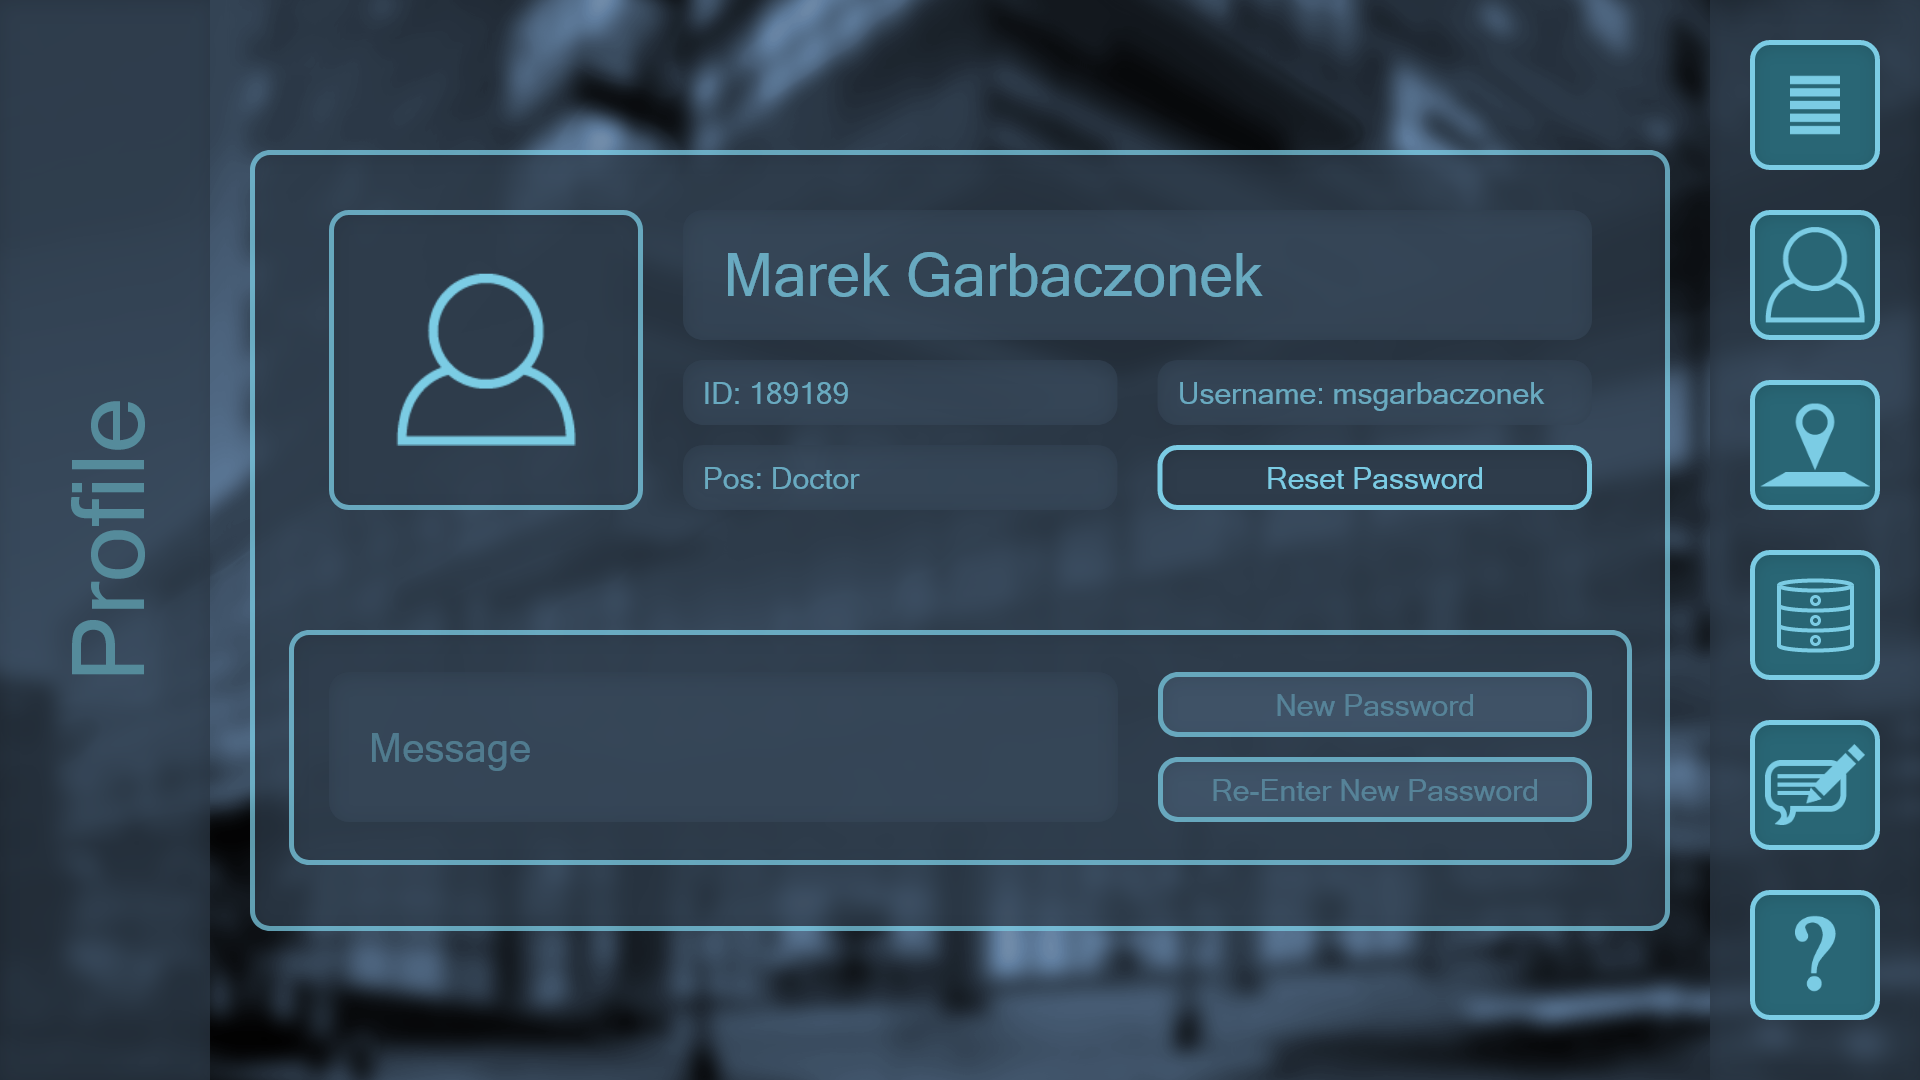 Profile
Marek Garbaczonek
ID: 189189
Username: msgarbaczonek
Pos: Doctor
Reset Password
Message
New Password
Re-Enter New Password
?